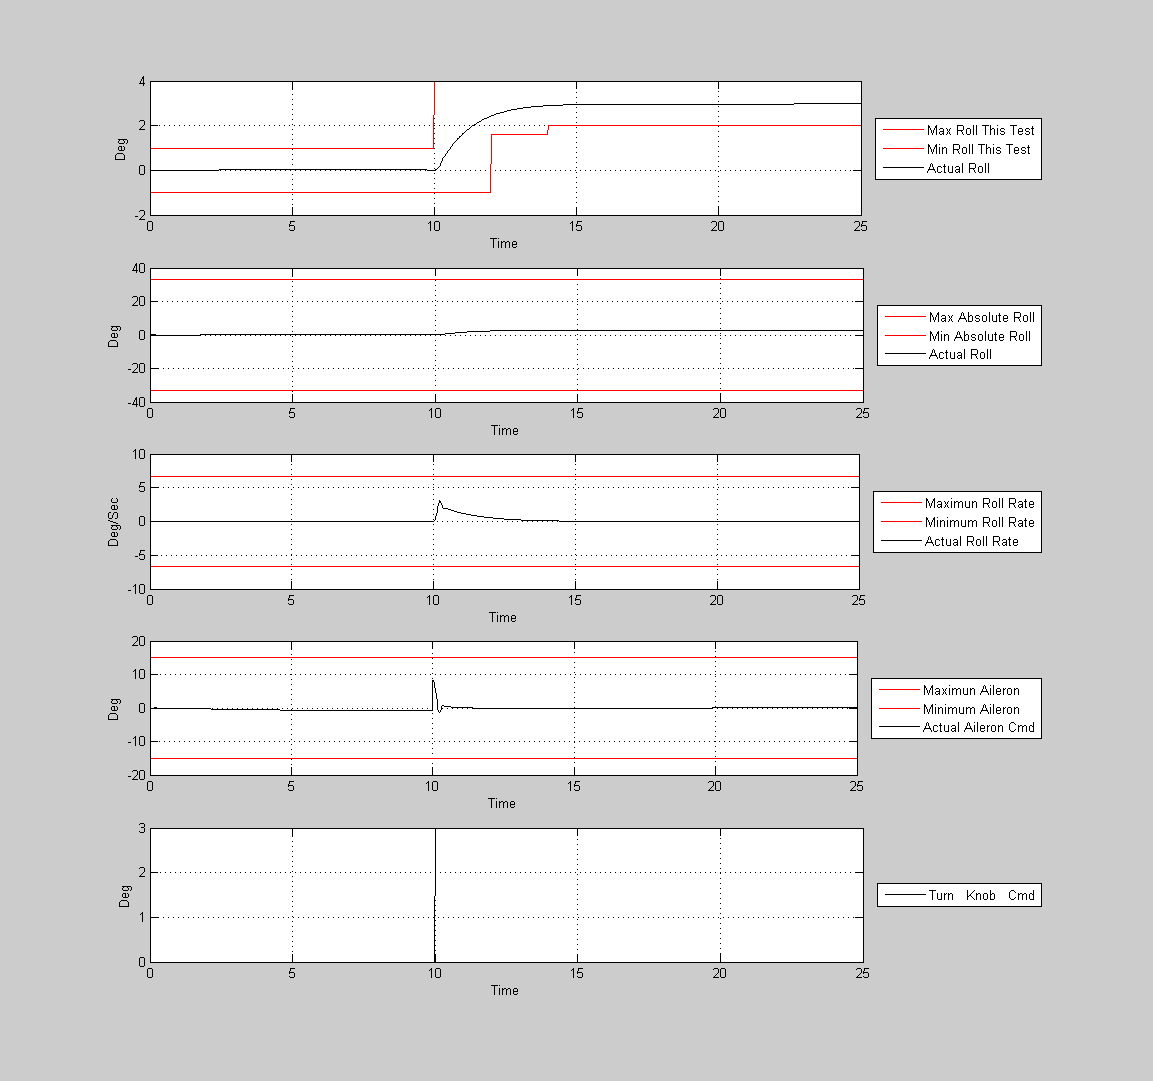 4
2
0
-2
Deg
0 5 10 15 20 25
Time
Max Roll This Test
Min Roll This Test
Actual Roll
40
20
0
-20
-40
Deg
0 5 10 15 20 25
Time
Max Absolute Roll
Min Absolute Roll
Actual Roll
10
5
0
-5
-10
Deg/Sec
0 5 10 15 20 25
Time
Maximun Roll Rate
Minimum Roll Rate
Actual Roll Rate
20
10
0
-10
-20
Deg
0 5 10 15 20 25
Time
Maximun Aileron
Minimum Aileron
Actual Aileron Cmd
3
2
1
0
Deg
0 5 10 15 20 25
Time
Turn Knob Cmd